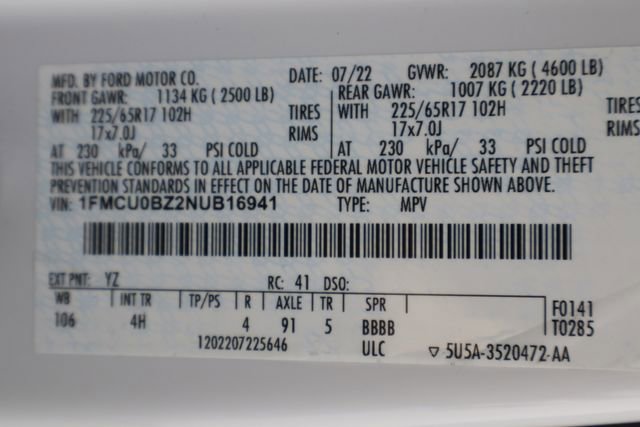 MFD. BY FORD MOTOR CO. DATE: 07/22 GVWR: 2087 KG ( 4600 LB)
FRONT GAWR: 1134 KG ( 2500 LB) REAR GAWR: 1007 KG ( 2220 LB)
WITH 225/65R17 102H TIRES WITH 225/65R17 102H TIRES
17x7.0J RIMS 17x7.0J RIMS
AT 230 kPa/ 33 PSI COLD AT 230 kPa/ 33 PSI COLD
THIS VEHICLE CONFORMS TO ALL APPLICABLE FEDERAL MOTOR VEHICLE SAFETY AND THEFT
PREVENTION STANDARDS IN EFFECT ON THE DATE OF MANUFACTURE SHOWN ABOVE.
VIN: 1FMCU0BZ2NUB16941 TYPE: MPV
EXT PNT: YZ RC: 41 DSO:
WB INT TR TP/PS R AXLE TR SPR F0141
106 4H 4 91 5 BBBB T0285
1202207225646 ULC ▽ 5U5A-3520472-AA